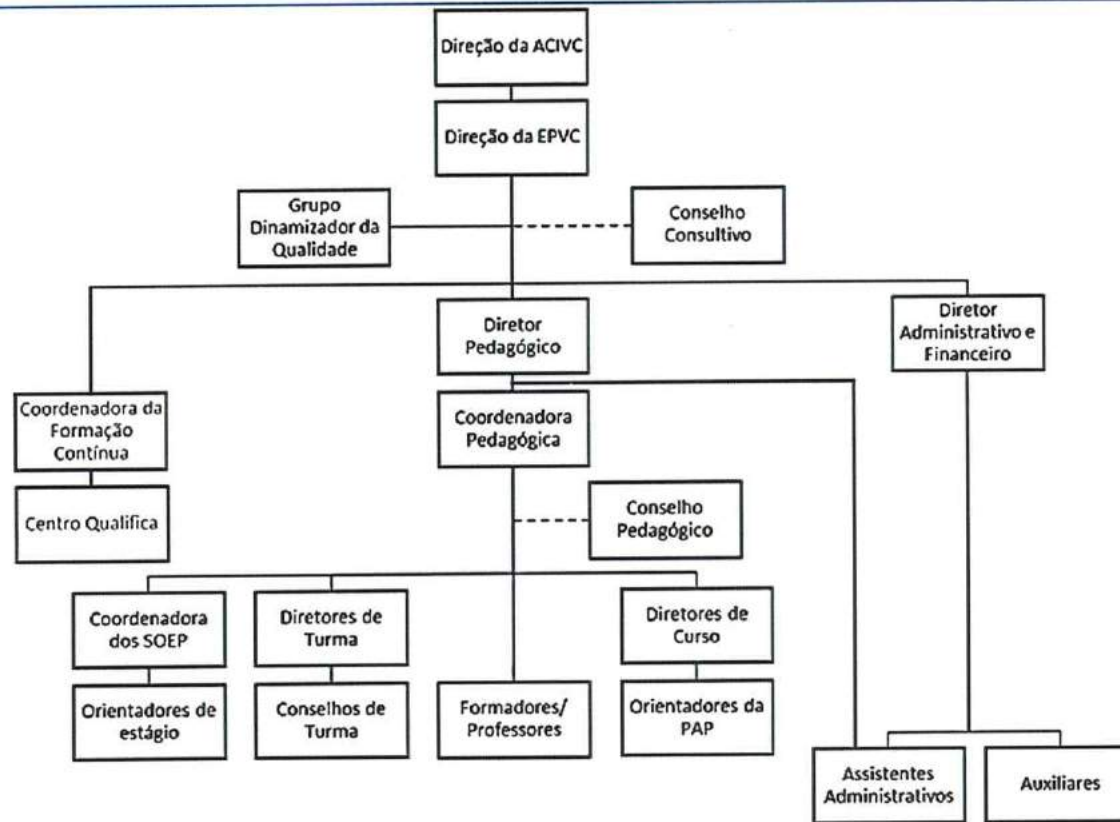 Direção da ACIVC
Direção da EPVC
Grupo
Dinamizador da
Qualidade
Conselho
Consultivo
Diretor
Pedagógico
Diretor
Administrativo e
Financeiro
Coordenadora da
Formação
Contínua
Coordenadora
Pedagógica
Centro Qualifica
Conselho
Pedagógico
Coordenadora
dos SOEP
Diretores de
Turma
Diretores de
Curso
Orientadores de
estágio
Conselhos de
Turma
Formadores/
Professores
Orientadores da
PAP
Assistentes
Administrativos
Auxiliares